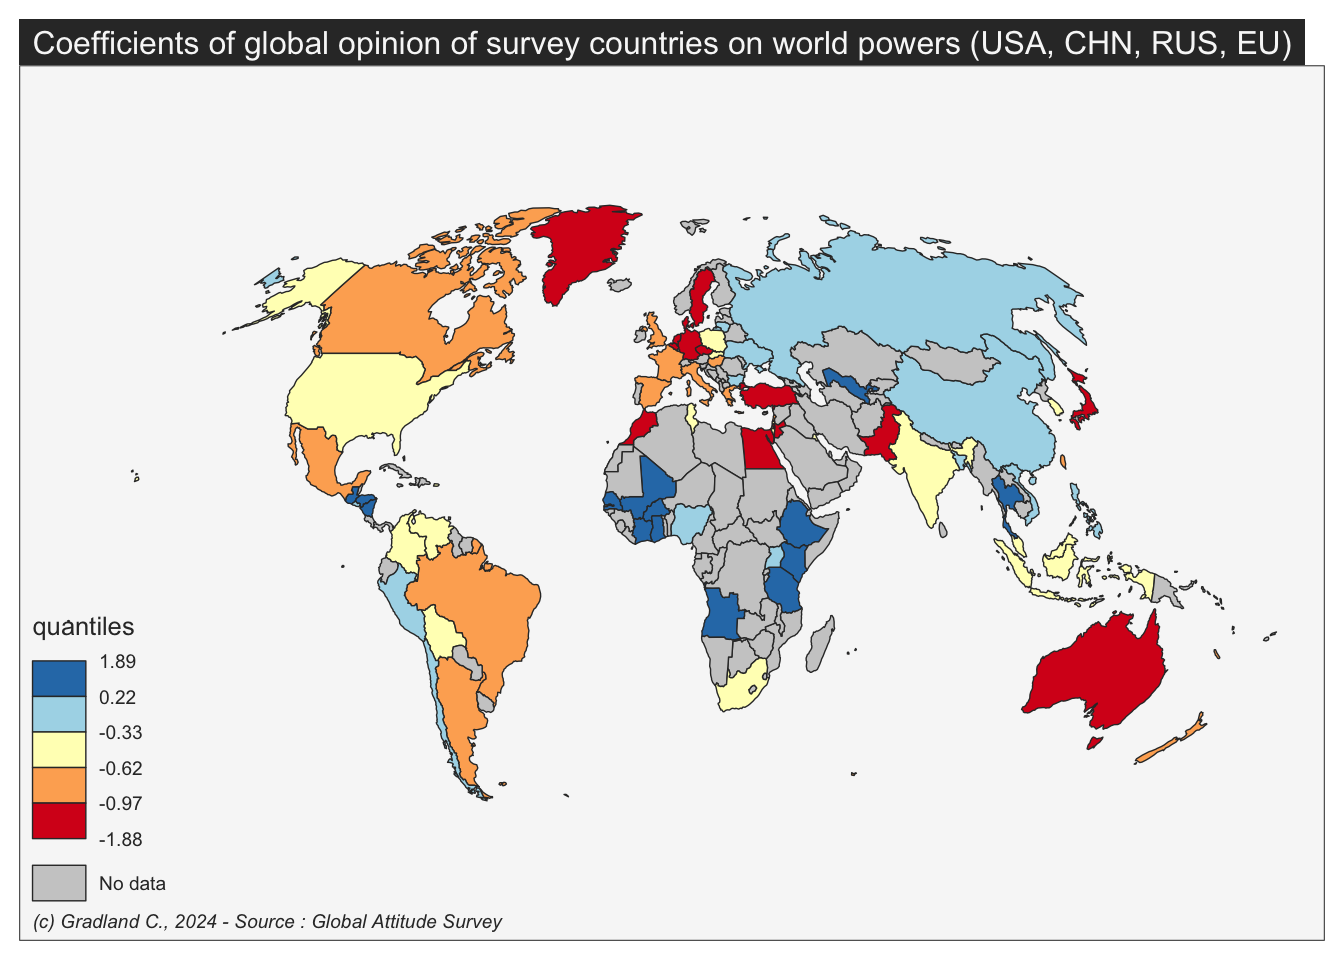 Coefficients of global opinion of survey countries on world powers (USA, CHN, RUS, EU)
quantiles
1.89
0.22
-0.33
-0.62
-0.97
-1.88
No data
(c) Gradland C., 2024 - Source : Global Attitude Survey